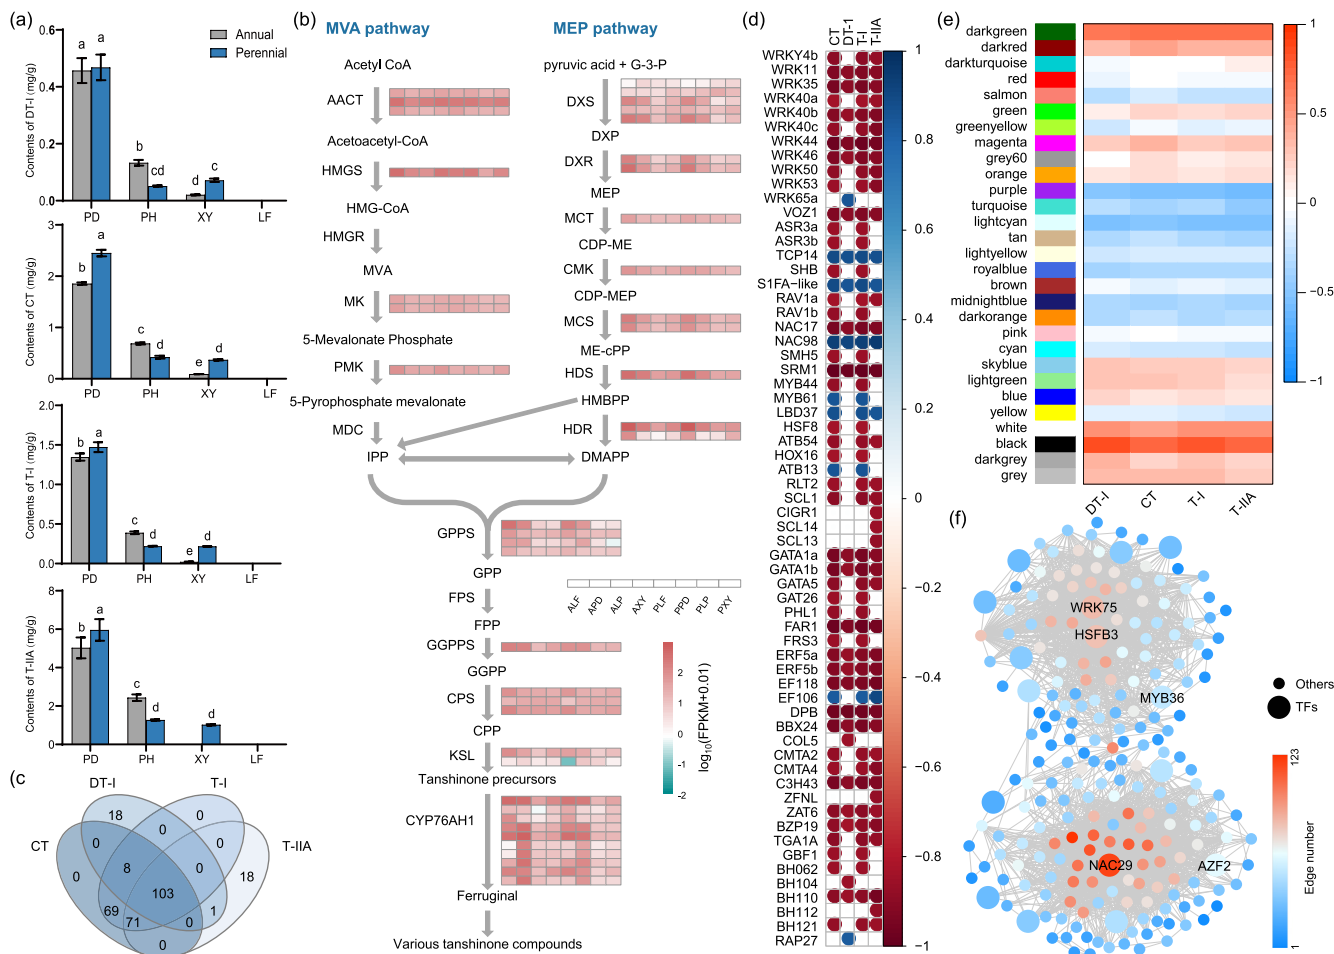 (a)
Annual
Perennial
Contents of DT-I (mg/g)
0.6
0.4
0.2
0.0
a
a
b
cd
d
c
PD
PH
XY
LF
Contents of CT (mg/g)
3
2
1
0
b
a
c
d
e
d
PD
PH
XY
LF
Contents of T-I (mg/g)
2.0
1.5
1.0
0.5
0.0
b
a
c
d
e
d
PD
PH
XY
LF
Contents of T-IIA (mg/g)
8
6
4
2
0
b
a
c
d
d
PD
PH
XY
LF
(b)
MVA pathway
MEP pathway
Acetyl CoA
AACT
Acetoacetyl-CoA
HMGS
HMG-CoA
HMGR
MVA
MK
5-Mevalonate Phosphate
PMK
5-Pyrophosphate mevalonate
MDC
IPP
pyruvic acid + G-3-P
DXS
DXP
DXR
MEP
MCT
CDP-ME
CMK
CDP-MEP
MCS
ME-cPP
HDS
HMBPP
HDR
DMAPP
GPPS
GPP
FPS
FPP
GGPPS
GGPP
CPS
CPP
KSL
Tanshinone precursors
CYP76AH1
Ferruginal
Various tanshinone compounds
ALF
APD
ALP
AXY
PLF
PPD
PLP
PXY
2
1
0
-1
-2
log10(FPKM+0.01)
(c)
DT-I
T-I
CT
T-IIA
18
0
0
0
0
8
0
18
103
69
71
0
1
0
(d)
CT
DT-1
T-I
T-IIA
WRKY4b
WRK11
WRK35
WRK40a
WRK40b
WRK40c
WRK44
WRK46
WRK50
WRK53
WRK65a
VOZ1
ASR3a
ASR3b
TCP14
SHB
S1FA−like
RAV1a
RAV1b
NAC17
NAC98
SMH5
SRM1
MYB44
MYB61
LBD37
HSF8
ATB54
HOX16
ATB13
RLT2
SCL1
CIGR1
SCL14
SCL13
GATA1a
GATA1b
GATA5
GAT26
PHL1
FAR1
FRS3
ERF5a
ERF5b
EF118
EF106
DPB
BBX24
COL5
CMTA2
CMTA4
C3H43
ZFNL
ZAT6
BZP19
TGA1A
GBF1
BH062
BH104
BH110
BH112
BH121
RAP27
1
0.8
0.6
0.4
0.2
0
−0.2
−0.4
−0.6
−0.8
−1
(e)
darkgreen
darkred
darkturquoise
red
salmon
green
greenyellow
magenta
grey60
orange
purple
turquoise
lightcyan
tan
lightyellow
royalblue
brown
midnightblue
darkorange
pink
cyan
skyblue
lightgreen
blue
yellow
white
black
darkgrey
grey
DT-I
CT
T-I
T-IIA
1
0.5
0
−0.5
−1
(f)
WRK75
HSFB3
MYB36
NAC29
AZF2
Others
TFs
123
1
Edge number